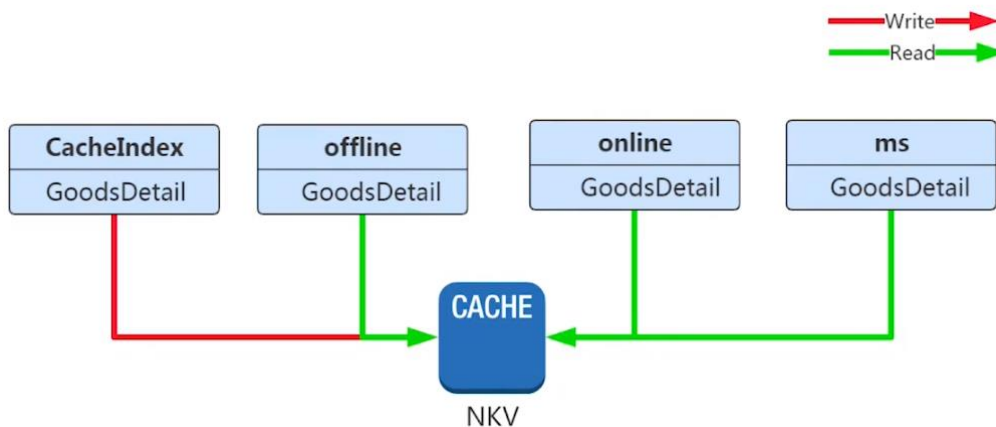 Write
Read
CacheIndex
GoodsDetail
offline
GoodsDetail
online
GoodsDetail
ms
GoodsDetail
CACHE
NKV